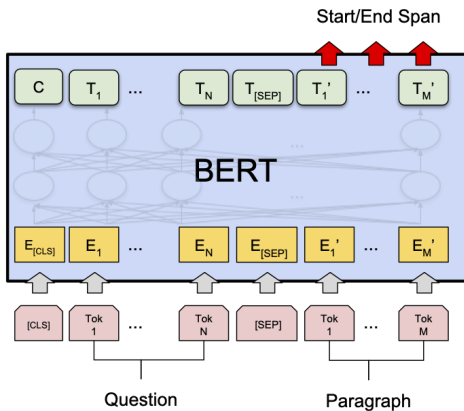 Start/End Span
C T1 ... TN T[SEP] T1' ... TM'
...
BERT
...
E[CLS] E1 ... EN E[SEP] E1' ... EM'
[CLS] Tok 1 ... Tok N [SEP] Tok 1 ... Tok M
Question Paragraph